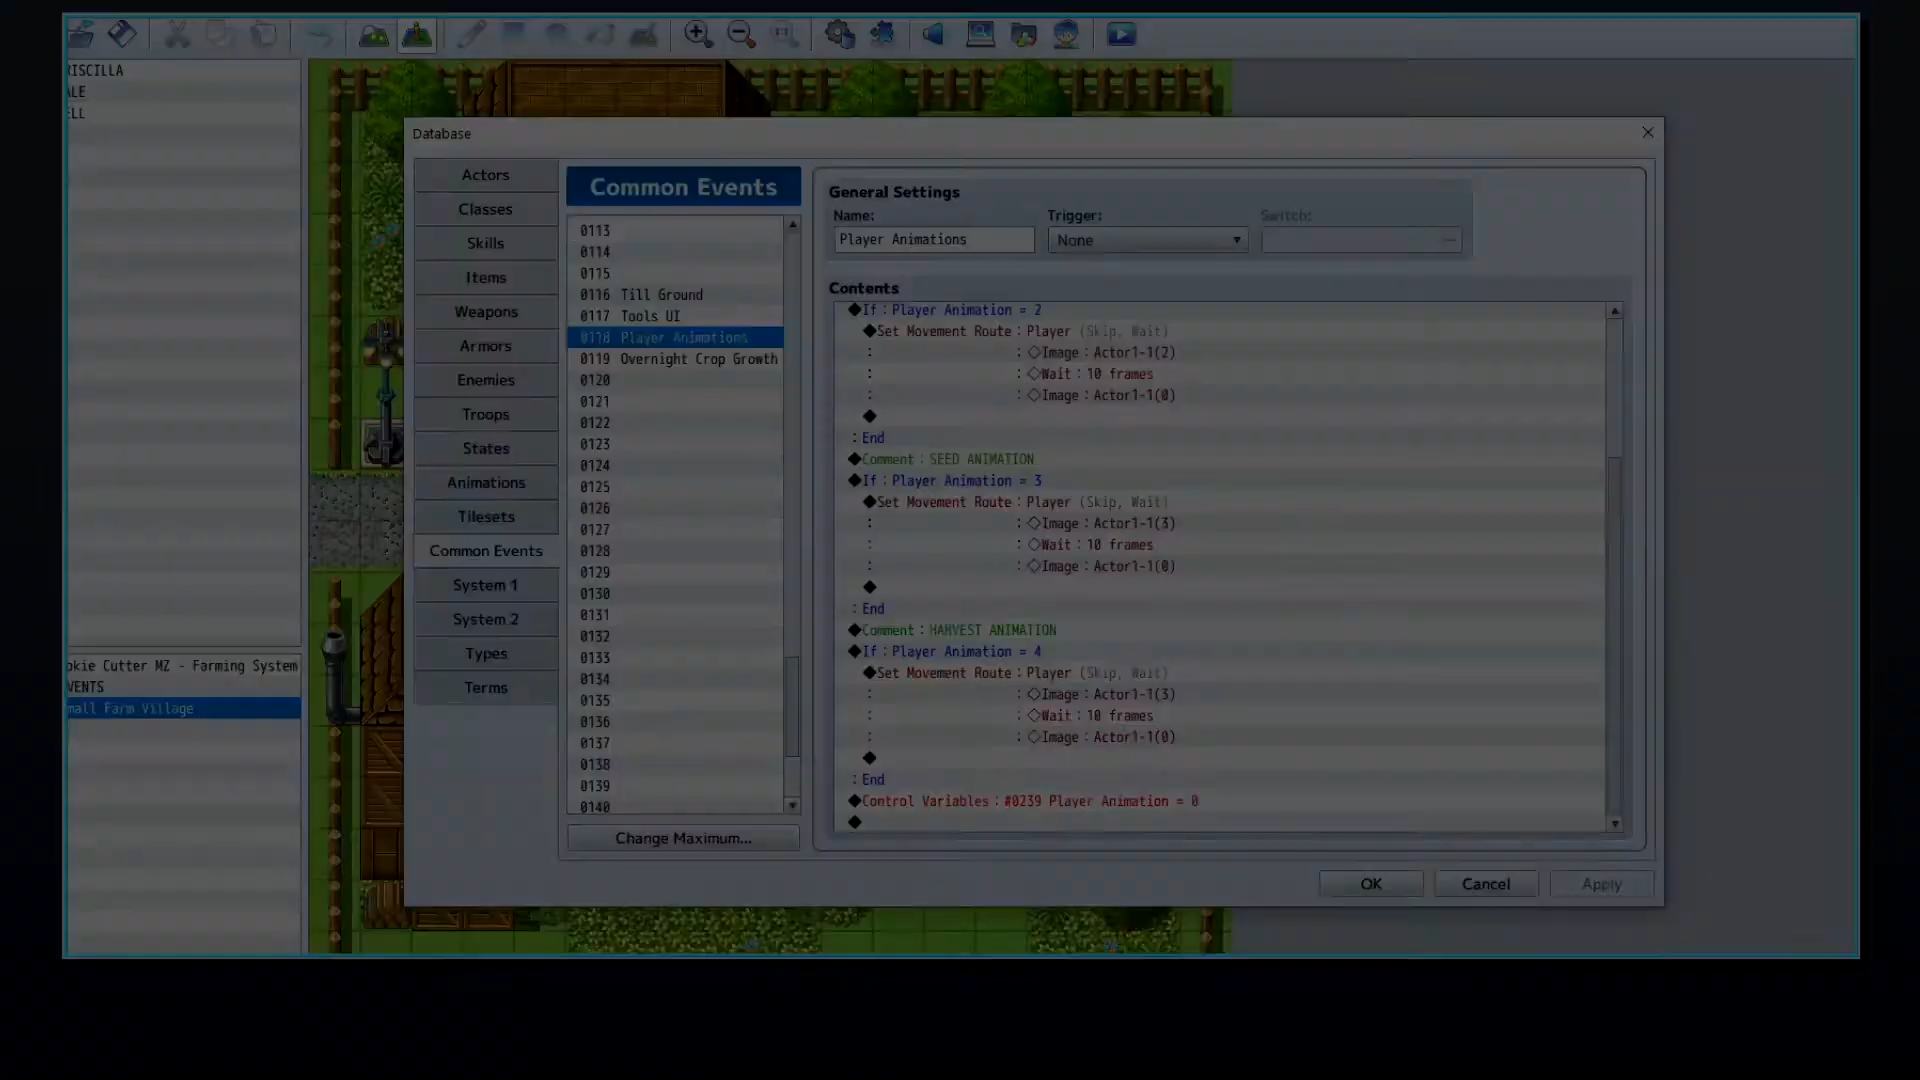 RISCILLA
ALE
ELL
okie Cutter MZ - Farming System
VENTS
mall Farm Village
Database
Actors
Classes
Skills
Items
Weapons
Armors
Enemies
Troops
States
Animations
Tilesets
Common Events
System 1
System 2
Types
Terms
Common Events
0113
0114
0115
0116 Till Ground
0117 Tools UI
0118 Player Animations
0119 Overnight Crop Growth
0120
0121
0122
0123
0124
0125
0126
0127
0128
0129
0130
0131
0132
0133
0134
0135
0136
0137
0138
0139
0140
Change Maximum...
General Settings
Name:
Trigger:
Switch:
Player Animations
None
...
Contents
◆If : Player Animation = 2
◆Set Movement Route : Player (Skip, Wait)
: : ◇Image : Actor1-1(2)
: : ◇Wait : 10 frames
: : ◇Image : Actor1-1(0)
◆
: End
◆Comment : SEED ANIMATION
◆If : Player Animation = 3
◆Set Movement Route : Player (Skip, Wait)
: : ◇Image : Actor1-1(3)
: : ◇Wait : 10 frames
: : ◇Image : Actor1-1(0)
◆
: End
◆Comment : HARVEST ANIMATION
◆If : Player Animation = 4
◆Set Movement Route : Player (Skip, Wait)
: : ◇Image : Actor1-1(3)
: : ◇Wait : 10 frames
: : ◇Image : Actor1-1(0)
◆
: End
◆Control Variables : #0239 Player Animation = 0
◆
OK
Cancel
Apply